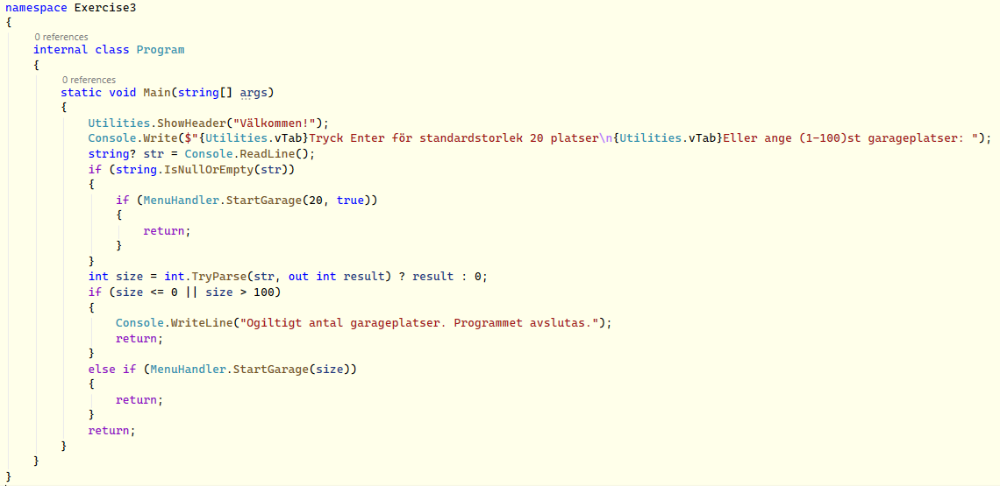 namespace Exercise3
{
0 references
internal class Program
{
0 references
static void Main(string[] args)
{
Utilities.ShowHeader("Välkommen!");
Console.Write($"{Utilities.vTab}Tryck Enter för standardstorlek 20 platser\n{Utilities.vTab}Eller ange (1-100)st garageplatser: ");
string? str = Console.ReadLine();
if (string.IsNullOrEmpty(str))
{
if (MenuHandler.StartGarage(20, true))
{
return;
}
}
int size = int.TryParse(str, out int result) ? result : 0;
if (size <= 0 || size > 100)
{
Console.WriteLine("Ogiltigt antal garageplatser. Programmet avslutas.");
return;
}
else if (MenuHandler.StartGarage(size))
{
return;
}
return;
}
}
}